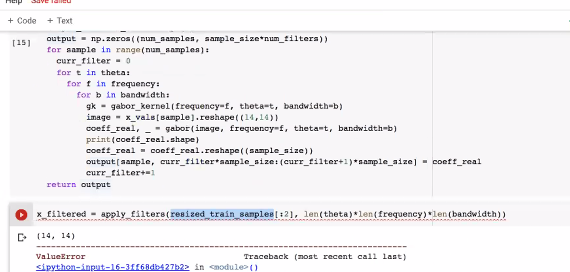 Help Save failed
+ Code + Text
[15]
output = np.zeros((num_samples, sample_size*num_filters))
for sample in range(num_samples):
curr_filter = 0
for t in theta:
for f in frequency:
for b in bandwidth:
gk = gabor_kernel(frequency=f, theta=t, bandwidth=b)
image = x_vals[sample].reshape((14,14))
coeff_real, _ = gabor(image, frequency=f, theta=t, bandwidth=b)
print(coeff_real.shape)
coeff_real = coeff_real.reshape((sample_size))
output[sample, curr_filter*sample_size:(curr_filter+1)*sample_size] = coeff_real
curr_filter+=1
return output
x_filtered = apply_filters(resized_train_samples[:2], len(theta)*len(frequency)*len(bandwidth))
(14, 14)
---------------------------------------------------------------------------
ValueError Traceback (most recent call last)
<ipython-input-16-3ff68db427b2> in <module>()